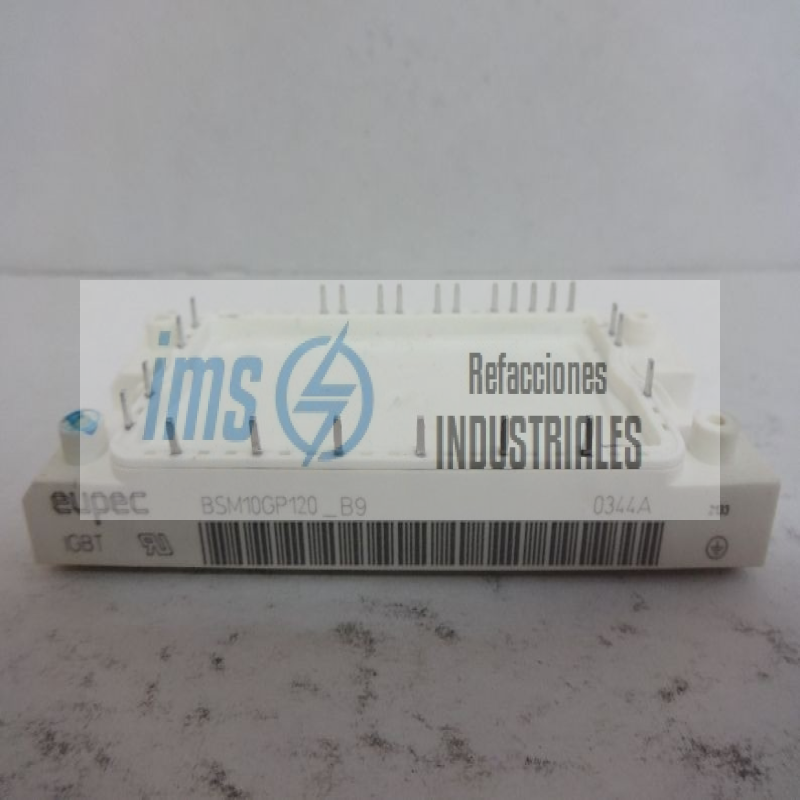 ims
Refacciones
INDUSTRIALES
eupec BSM10GP120_B9 0344A
IGBT